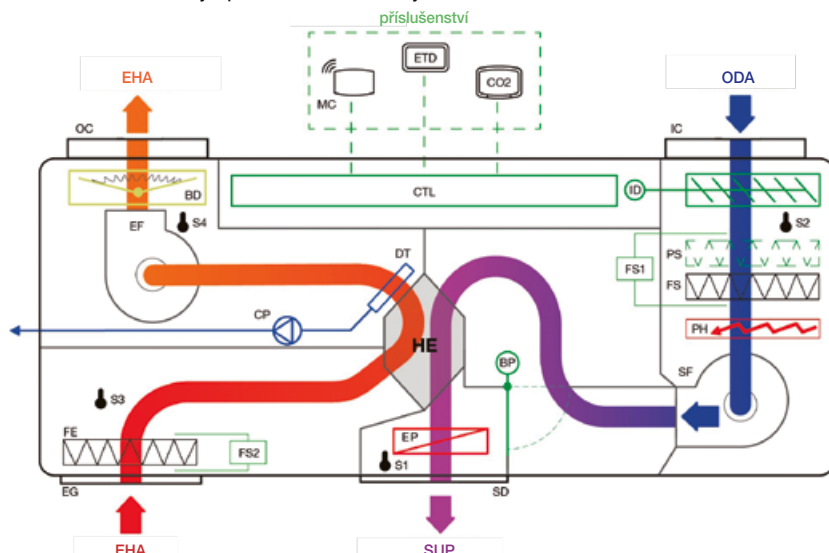 příslušenství
ETD
MC
CO2
EHA
ODA
OC
IC
BD
CTL
ID
EF
S4
S2
DT
PS
FS1
FS
CP
HE
PH
BP
SF
S3
FE
FS2
EP
S1
EG
SD
EHA
SUP